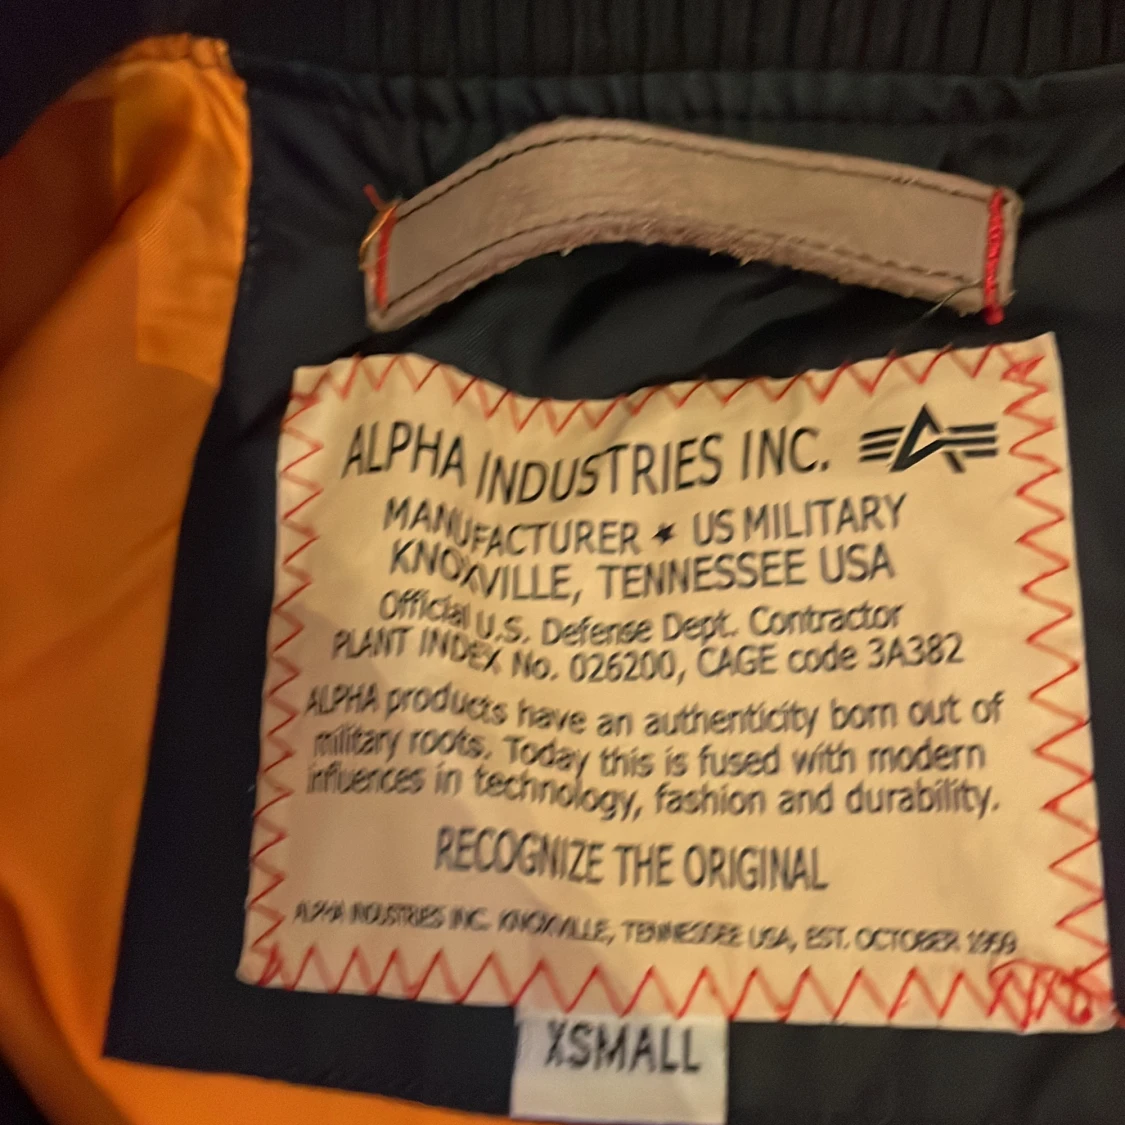 ALPHA INDUSTRIES INC.
MANUFACTURER ★ US MILITARY
KNOXVILLE, TENNESSEE USA
Official U.S. Defense Dept. Contractor
PLANT INDEX No. 026200, CAGE code 3A382
ALPHA products have an authenticity born out of
military roots. Today this is fused with modern
influences in technology, fashion and durability.
RECOGNIZE THE ORIGINAL
ALPHA INDUSTRIES INC. KNOXVILLE, TENNESSEE USA, EST. OCTOBER 1959
XSMALL